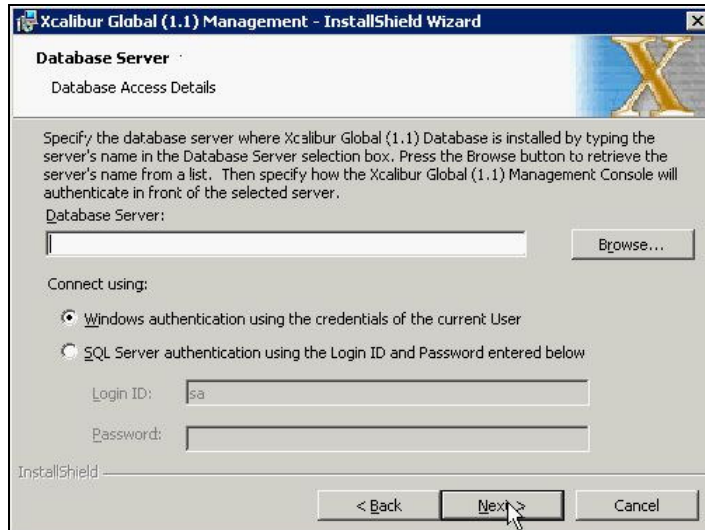 Xcalibur Global (1.1) Management - InstallShield Wizard
Database Server
Database Access Details
Specify the database server where Xcalibur Global (1.1) Database is installed by typing the
server's name in the Database Server selection box. Press the Browse button to retrieve the
server's name from a list. Then specify how the Xcalibur Global (1.1) Management Console will
authenticate in front of the selected server.
Database Server:
Browse...
Connect using:
Windows authentication using the credentials of the current User
SQL Server authentication using the Login ID and Password entered below
Login ID: sa
Password:
InstallShield
< Back Next > Cancel